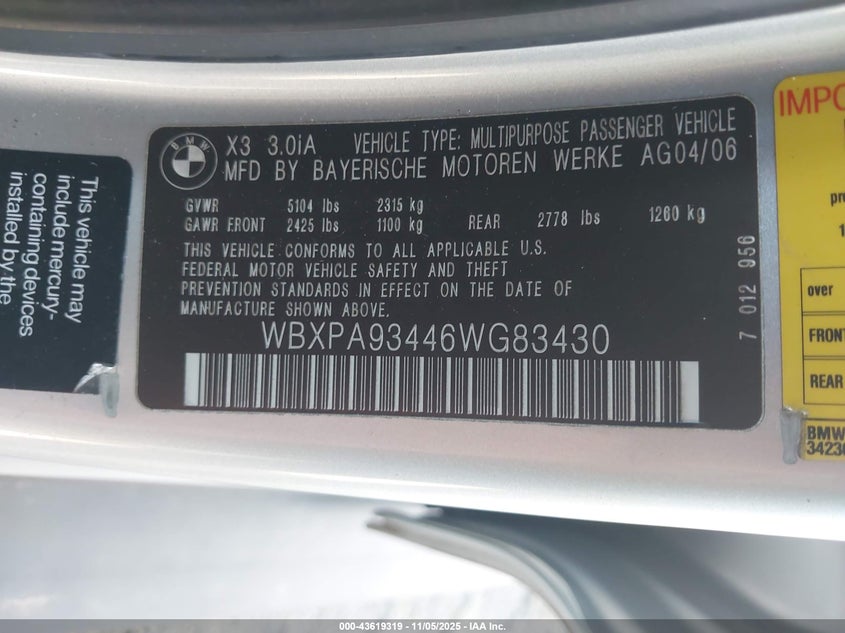 This vehicle may
include mercury-
containing devices
installed by the
BMW
X3 3.0iA VEHICLE TYPE: MULTIPURPOSE PASSENGER VEHICLE
MFD BY BAYERISCHE MOTOREN WERKE AG04/06
GVWR 5104 lbs 2315 kg
GAWR FRONT 2425 lbs 1100 kg REAR 2778 lbs 1260 kg
THIS VEHICLE CONFORMS TO ALL APPLICABLE U.S.
FEDERAL MOTOR VEHICLE SAFETY AND THEFT
PREVENTION STANDARDS IN EFFECT ON THE DATE OF
MANUFACTURE SHOWN ABOVE.
WBXPA93446WG83430
7 012 956
IMPO
pre
1
over
FRONT
REAR
BMW
3423
000-43619319 - 11/05/2025 - IAA Inc.